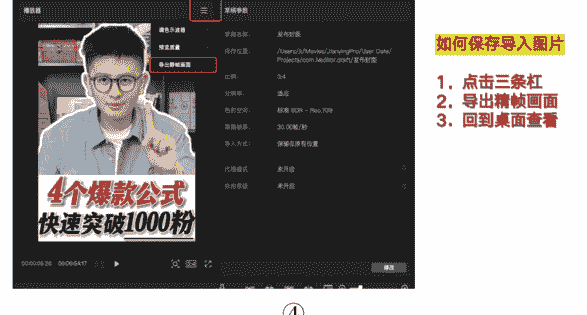 播放器
草稿参数
调色示波器
预览质量
导出静帧画面
草稿名称: 发布封面
保存位置: /Users/jl/Movies/JianyingPro/User Data/
Projects/com.lveditor.draft/发布封面
比例: 3:4
分辨率: 适应
色彩空间: 标准 SDR - Rec.709
草稿帧率: 30.00帧/秒
导入方式: 保留在原有位置
代理模式 未开启
未开启
4个爆款公式
快速突破1000粉
修改
如何保存导入图片
1. 点击三条杠
2. 导出精帧画面
3. 回到桌面查看
④